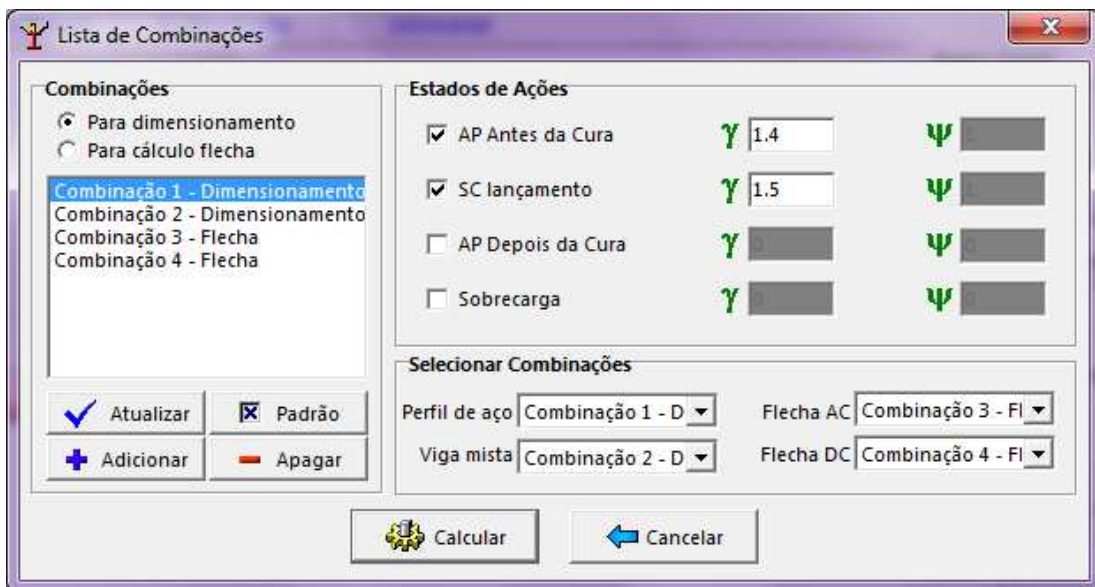 Lista de Combinações
Combinações
Para dimensionamento
Para cálculo flecha
Combinação 1 - Dimensionamento
Combinação 2 - Dimensionamento
Combinação 3 - Flecha
Combinação 4 - Flecha
Atualizar
Padrão
Adicionar
Apagar
Estados de Ações
AP Antes da Cura γ 1.4 Ψ
SC lançamento γ 1.5 Ψ
AP Depois da Cura γ 0 Ψ
Sobrecarga γ 0 Ψ
Selecionar Combinações
Perfil de aço Combinação 1 - D Flecha AC Combinação 3 - Fl
Viga mista Combinação 2 - D Flecha DC Combinação 4 - Fl
Calcular
Cancelar